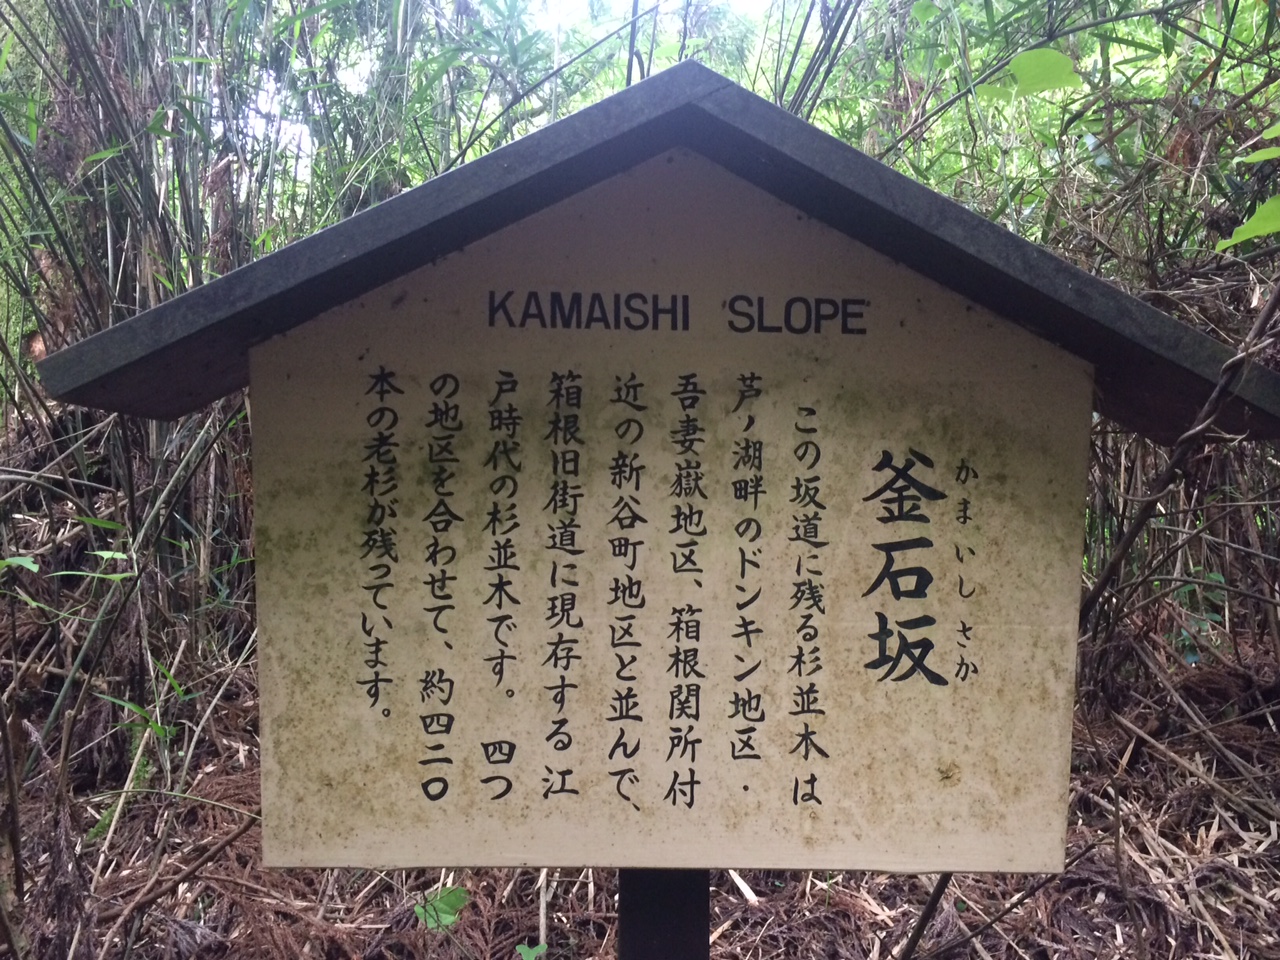 KAMAISHI SLOPE
かまいしさか
釜石坂
この坂道に残る杉並木は。
芦ノ湖畔のドンキン地区・
吾妻嶽地区、箱根関所付
近の新谷町地区と並んで、
箱根旧街道に現存する江
戸時代の杉並木です。四つ
の地区を合わせて、約四二〇
本の老杉が残っています。